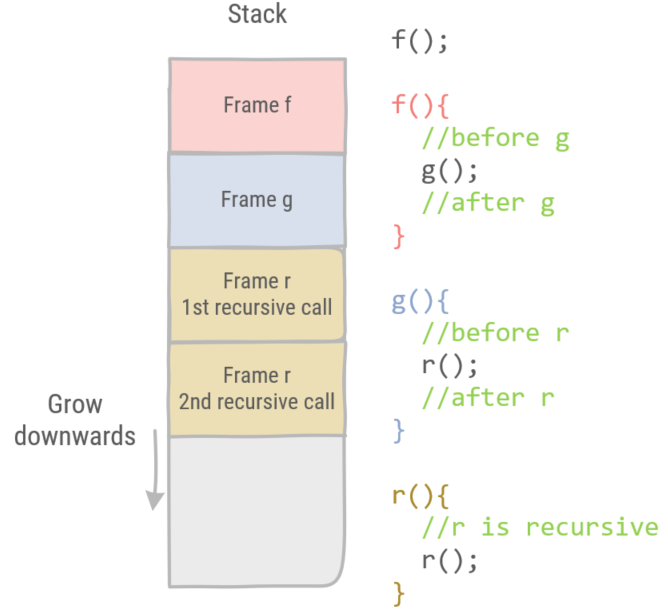 Stack
Frame f
Frame g
Frame r
1st recursive call
Frame r
2nd recursive call
Grow
downwards
f();
f(){
//before g
g();
//after g
}
g(){
//before r
r();
//after r
}
r(){
//r is recursive
r();
}